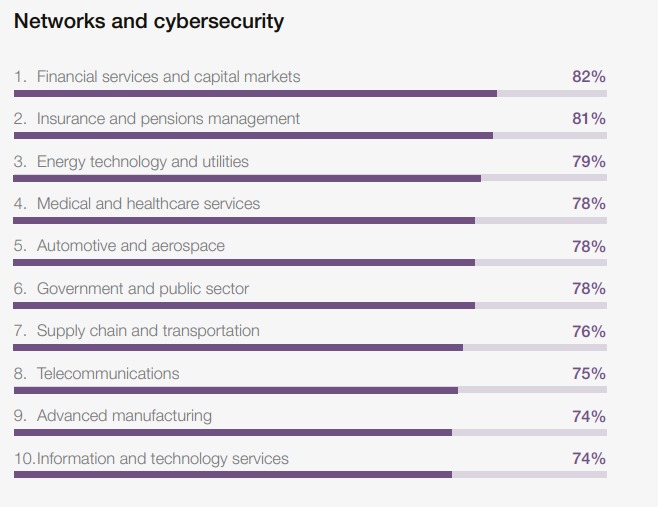 Networks and cybersecurity
1. Financial services and capital markets 82%
2. Insurance and pensions management 81%
3. Energy technology and utilities 79%
4. Medical and healthcare services 78%
5. Automotive and aerospace 78%
6. Government and public sector 78%
7. Supply chain and transportation 76%
8. Telecommunications 75%
9. Advanced manufacturing 74%
10.Information and technology services 74%